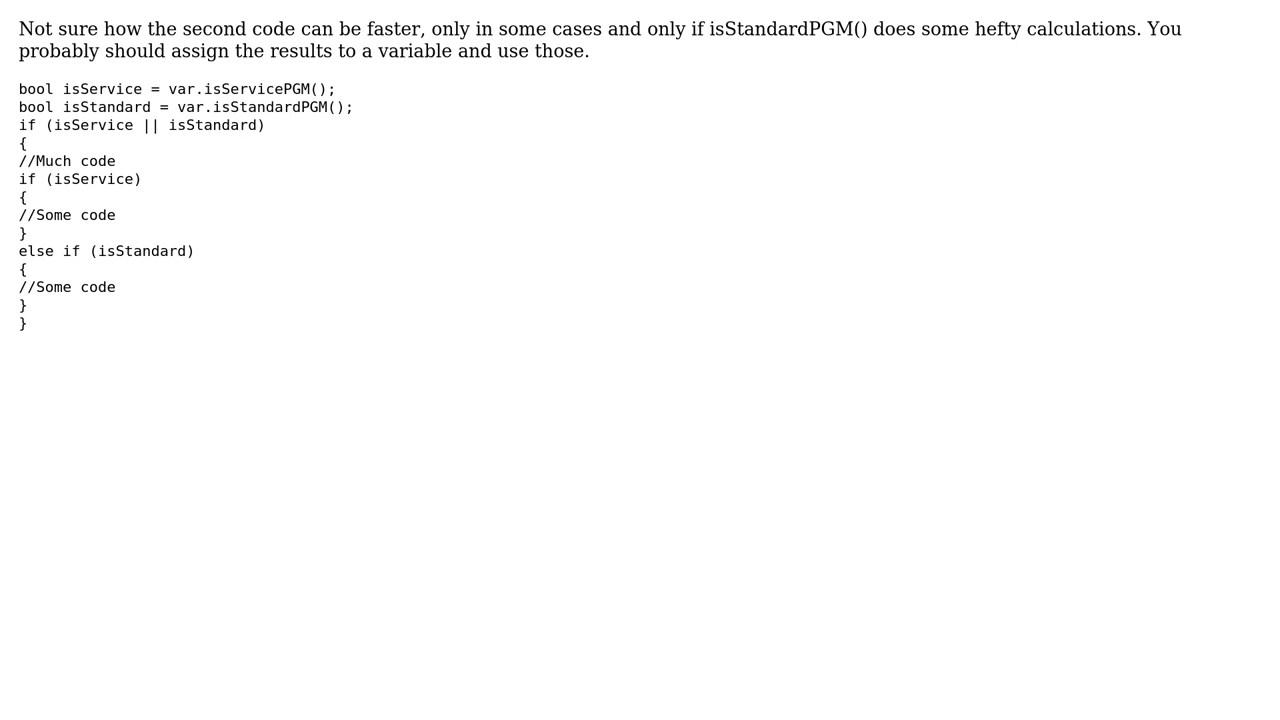 Not sure how the second code can be faster, only in some cases and only if isStandardPGM() does some hefty calculations. You
probably should assign the results to a variable and use those.
bool isService = var.isServicePGM();
bool isStandard = var.isStandardPGM();
if (isService || isStandard)
{
//Much code
if (isService)
{
//Some code
}
else if (isStandard)
{
//Some code
}
}